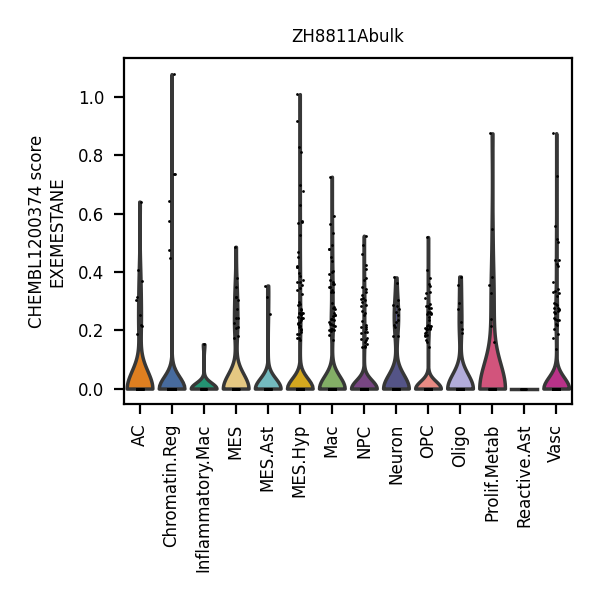 ZH8811Abulk
CHEMBL1200374 score
EXEMESTANE
1.0
0.8
0.6
0.4
0.2
0.0
AC
Chromatin.Reg
Inflammatory.Mac
MES
MES.Ast
MES.Hyp
Mac
NPC
Neuron
OPC
Oligo
Prolif.Metab
Reactive.Ast
Vasc